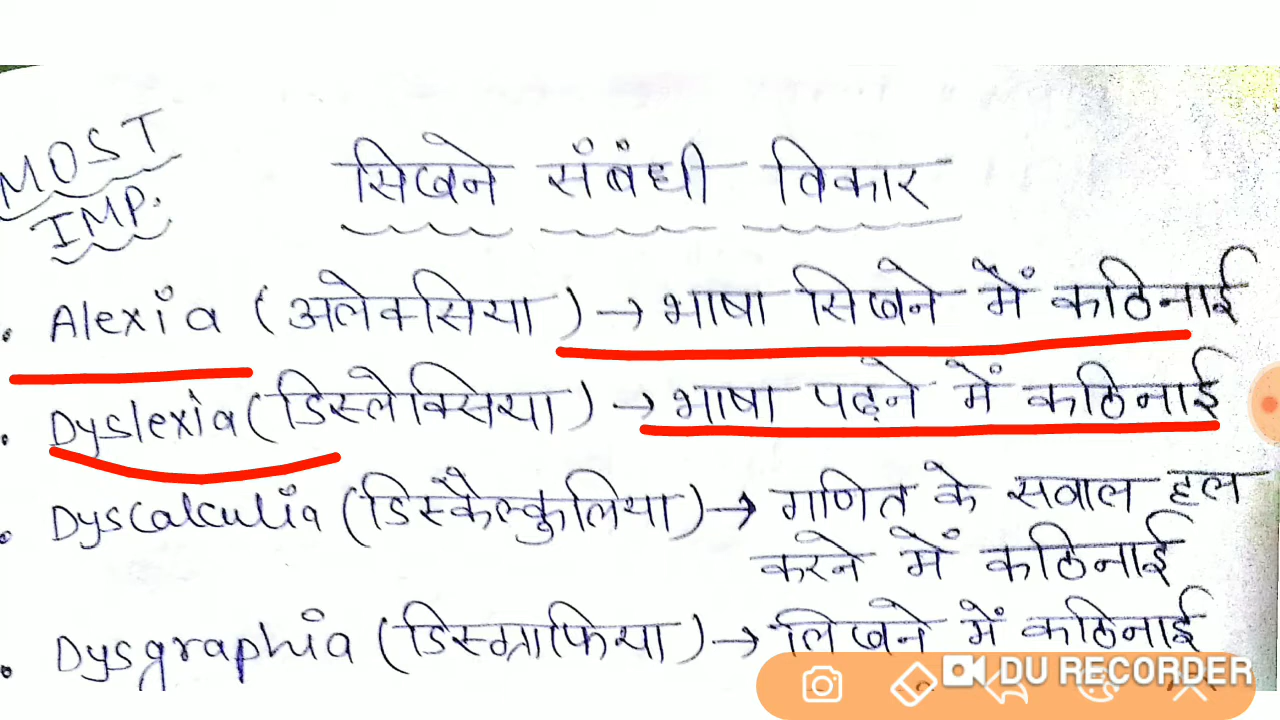 MOST
IMP.
सिखने संबंधी विकार
. Alexia (अलेक्सिया) → भाषा सिखने में कठिनाई
. Dyslexia (डिस्लेक्सिया) → भाषा पढ़ने में कठिनाई
. Dyscalculia (डिस्कैल्कुलिया) → गणित के सवाल हल
करने में कठिनाई
. Dysgraphia (डिस्ग्राफिया) → लिखने में कठिनाई
DU RECORDER